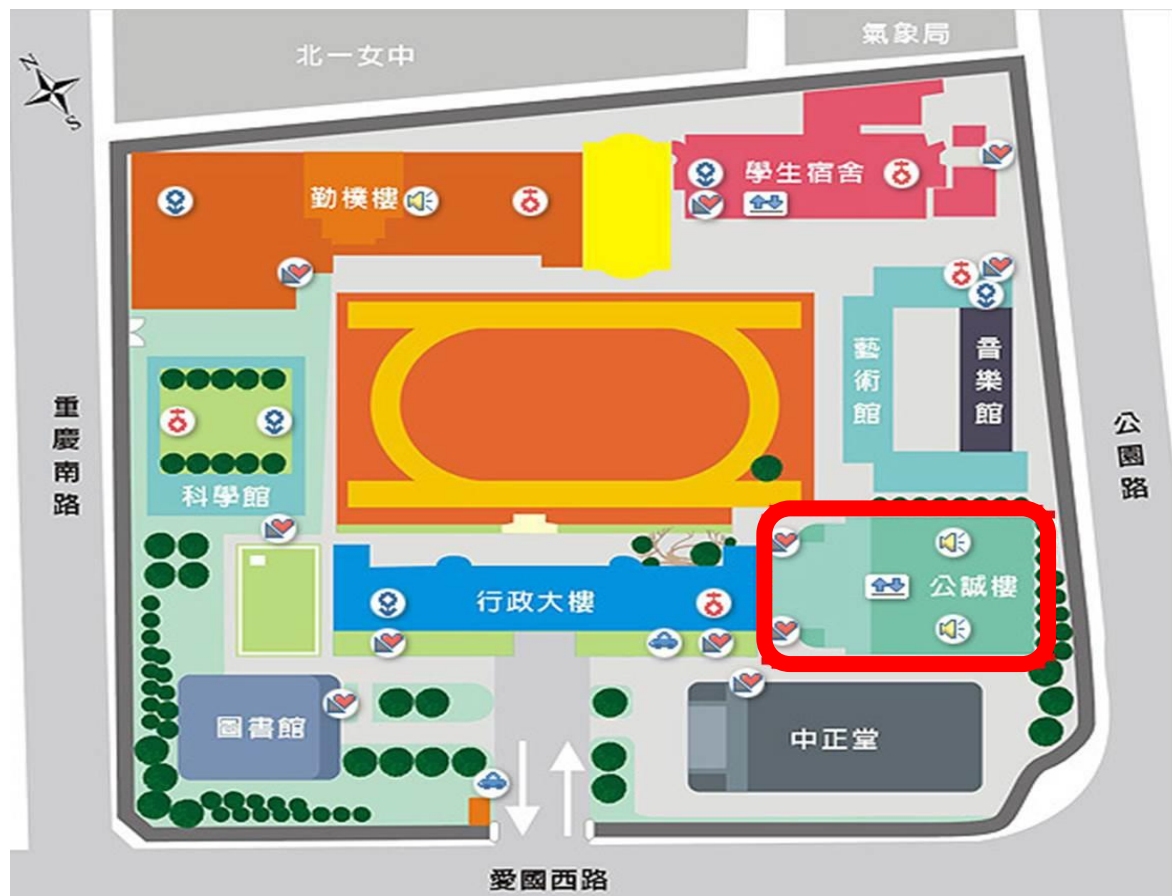 北一女中
氣象局
N
S
勤樸樓
學生宿舍
重慶南路
藝術館
音樂館
公園路
科學館
行政大樓
公誠樓
圖書館
中正堂
愛國西路